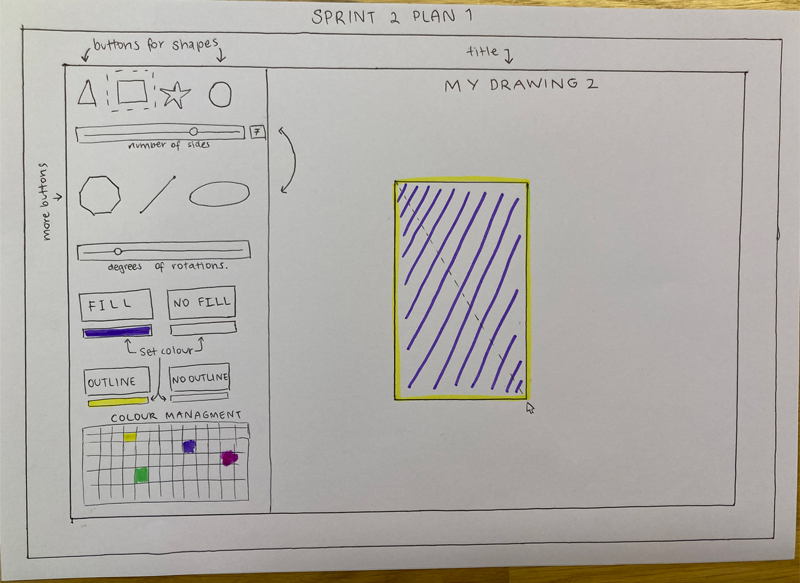 SPRINT 2 PLAN 1
buttons for shapes
title
MY DRAWING 2
7
number of sides
more buttons
degrees of rotations.
FILL
NO FILL
set colour
OUTLINE
NO OUTLINE
COLOUR MANAGMENT